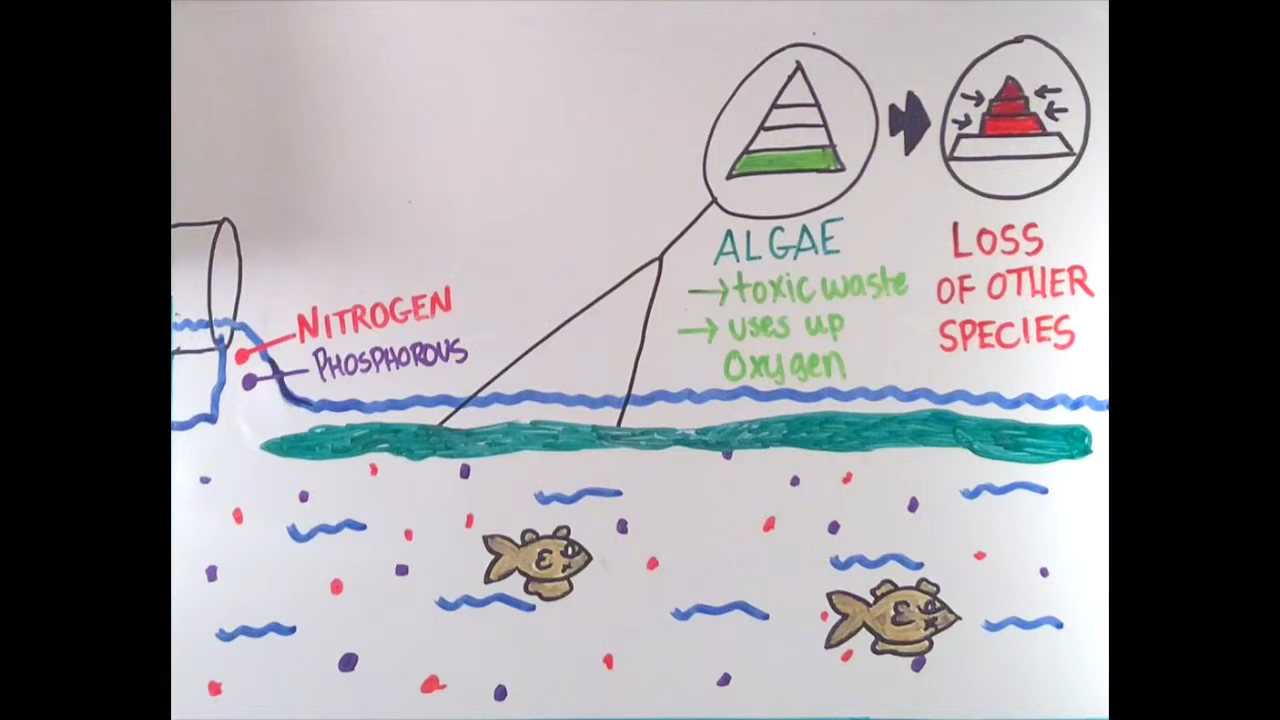 NITROGEN
PHOSPHOROUS
ALGAE
→toxic waste
→ uses up
Oxygen
LOSS
OF OTHER
SPECIES